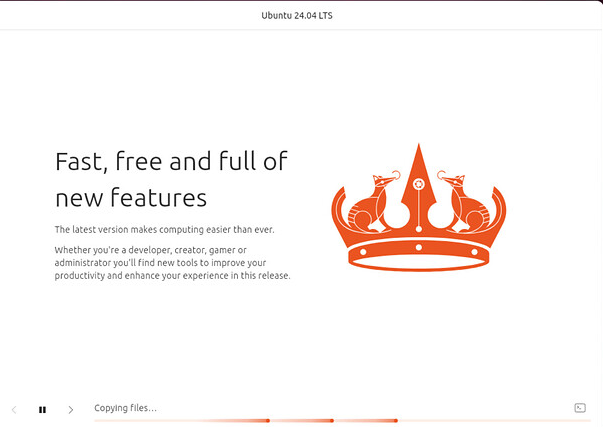 Ubuntu 24.04 LTS
Fast, free and full of
new features
The latest version makes computing easier than ever.
Whether you're a developer, creator, gamer or
administrator you'll find new tools to improve your
productivity and enhance your experience in this release.
Copying files...